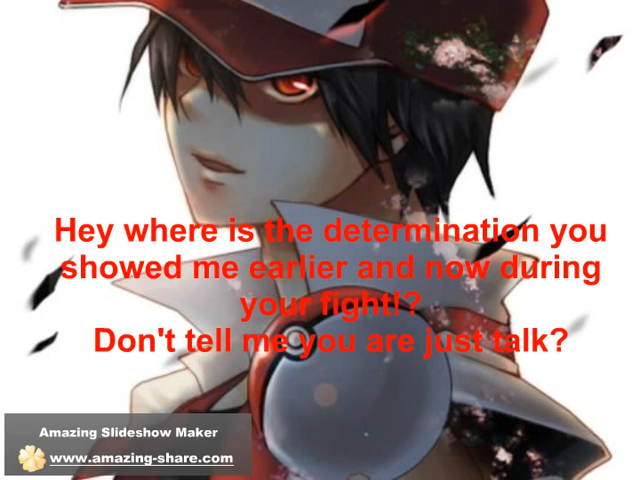 Hey where is the determination you
showed me earlier and now during
your fight!?
Don't tell me you are just talk?
Amazing Slideshow Maker
www.amazing-share.com